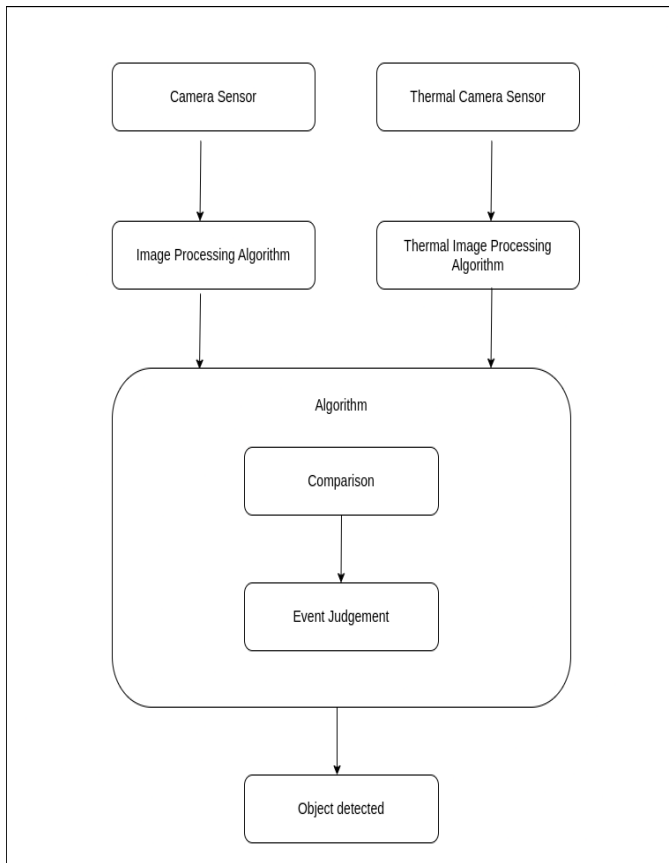 Camera Sensor
Thermal Camera Sensor
Image Processing Algorithm
Thermal Image Processing
Algorithm
Algorithm
Comparison
Event Judgement
Object detected